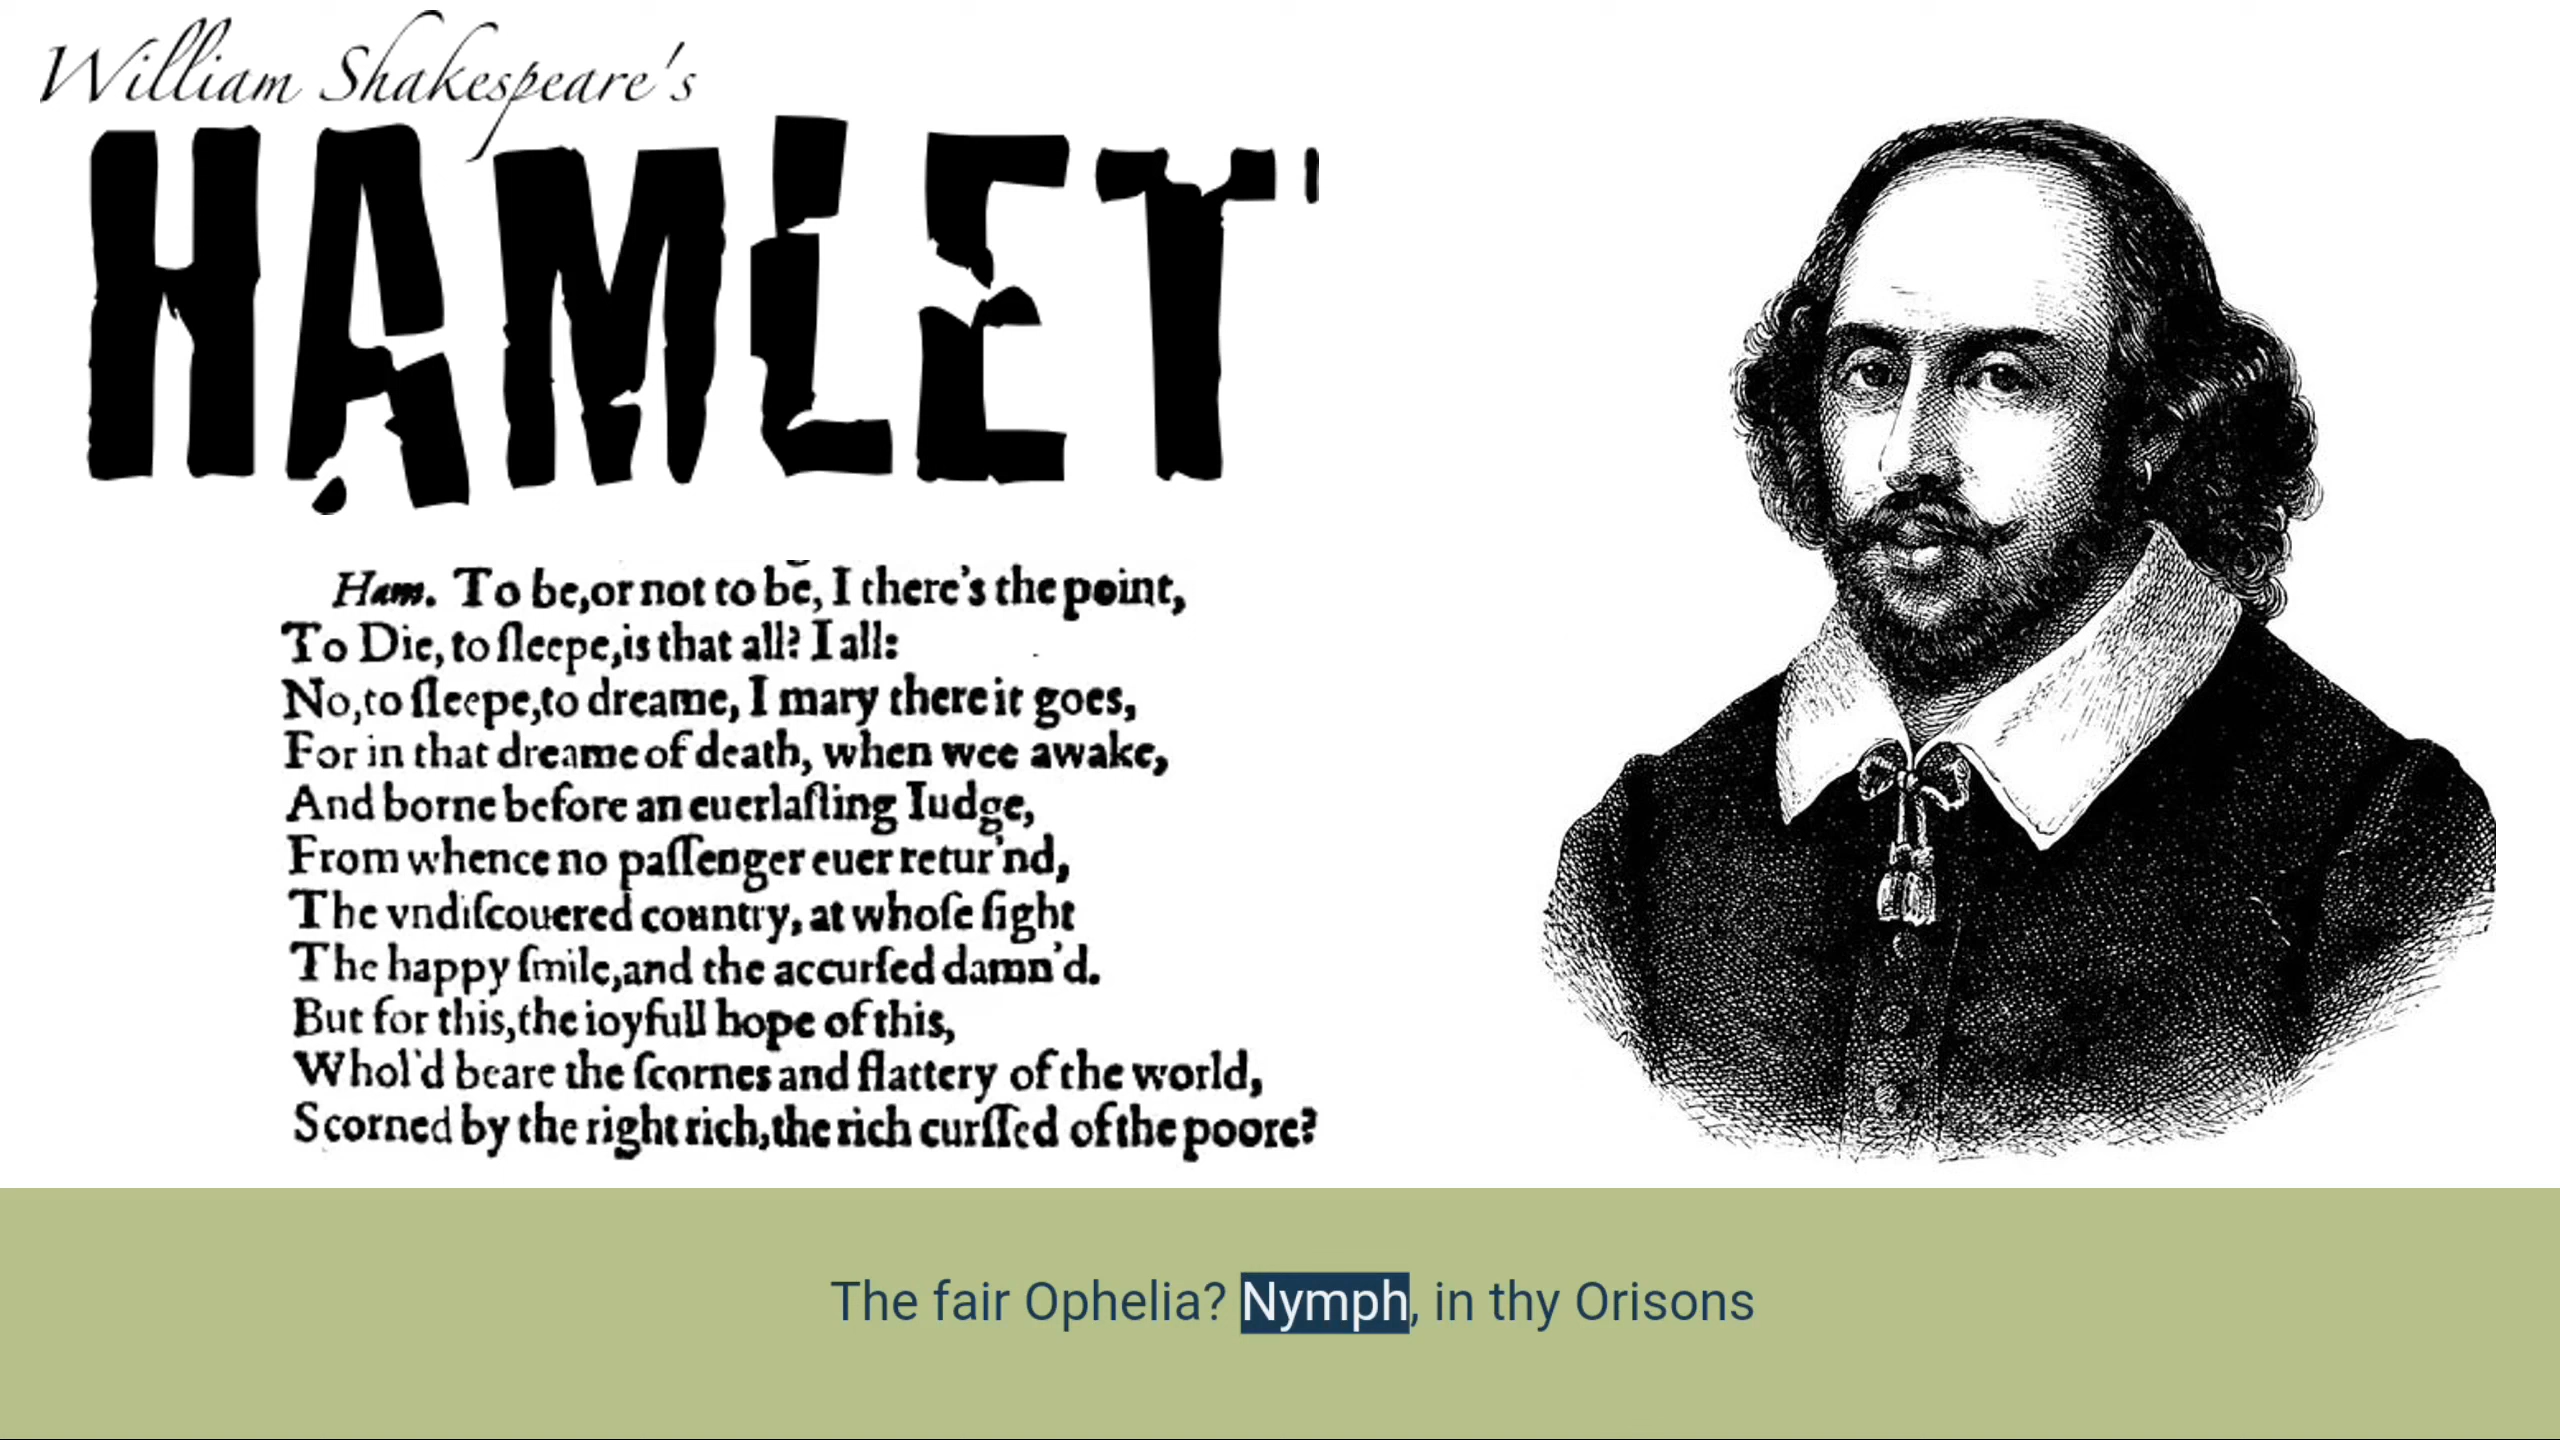 William Shakespeare's
HAMLET
Ham. To be,or not to be, I there's the point,
To Die, to ſleepe,is that all? I all:
No,to ſleepe,to dreame, I mary there it goes,
For in that dreame of death, when wee awake,
And borne before an euerlaſting Iudge,
From whence no paſſenger euer retur'nd,
The vndiſcouered country, at whoſe ſight
The happy ſmile,and the accurſed damn'd.
But for this,the ioyfull hope of this,
Whol'd beare the ſcornes and flattery of the world,
Scorned by the right rich,the rich curſſed of the poore?
The fair Ophelia? Nymph, in thy Orisons